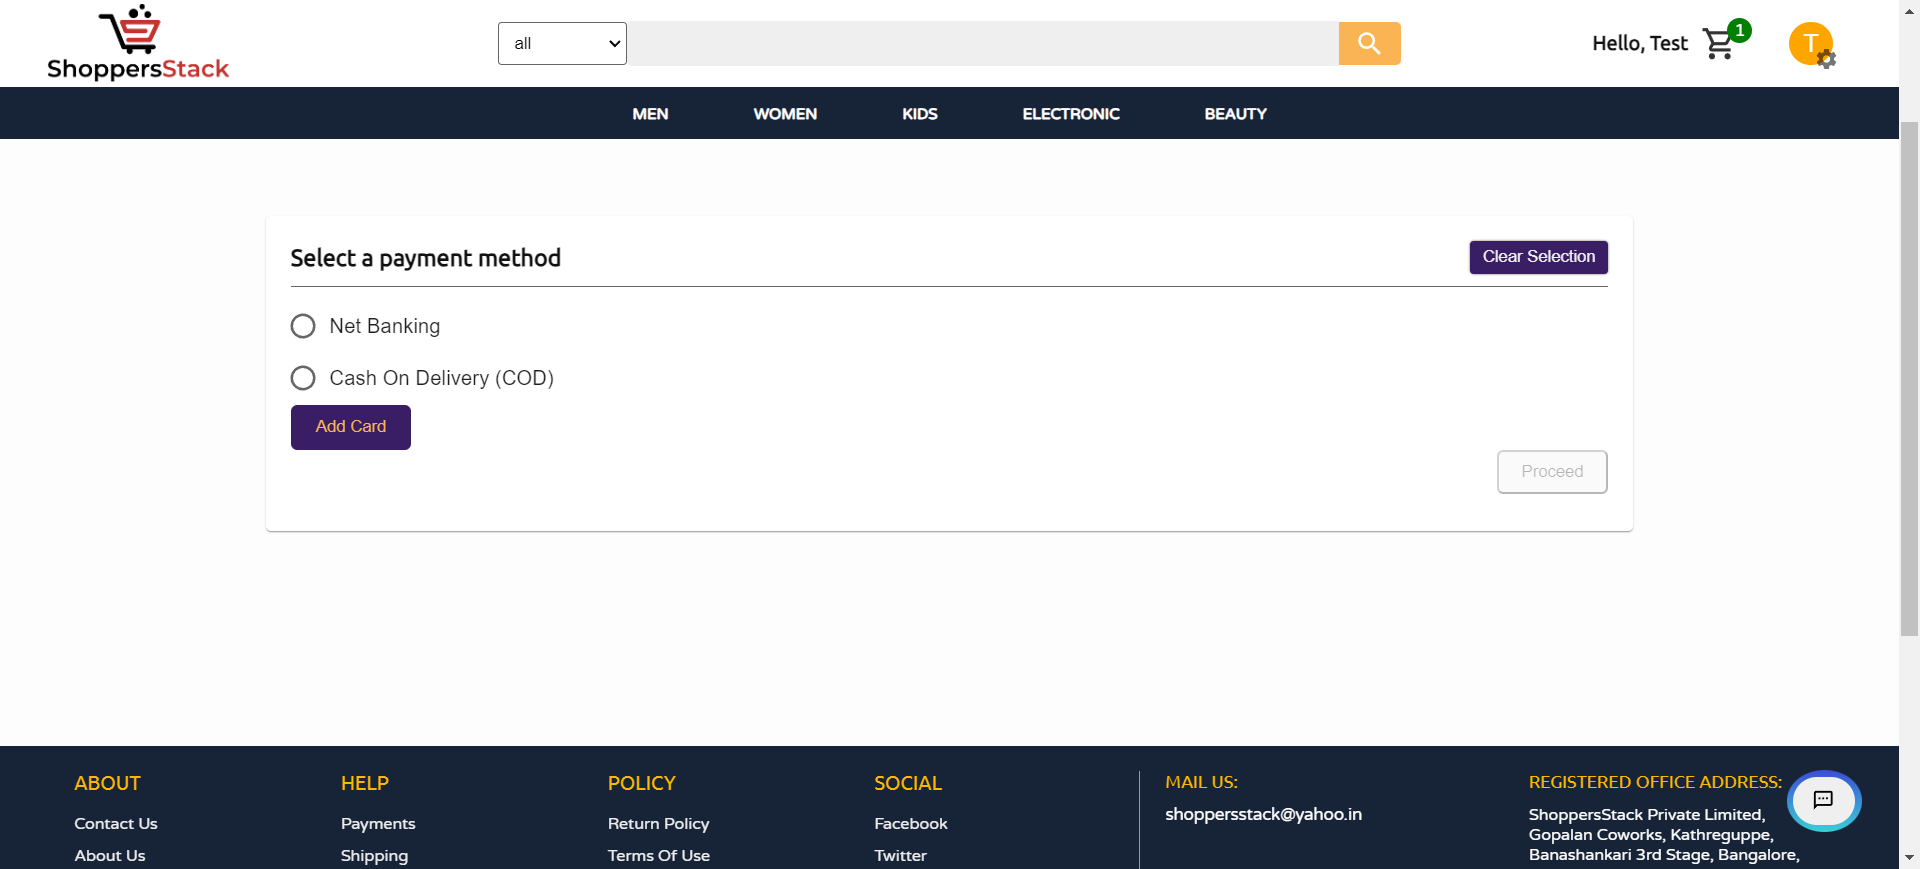 ShoppersStack
all
Hello, Test
1
T
MEN
WOMEN
KIDS
ELECTRONIC
BEAUTY
Select a payment method
Clear Selection
Net Banking
Cash On Delivery (COD)
Add Card
Proceed
ABOUT
Contact Us
About Us
HELP
Payments
Shipping
POLICY
Return Policy
Terms Of Use
SOCIAL
Facebook
Twitter
MAIL US:
shoppersstack@yahoo.in
REGISTERED OFFICE ADDRESS:
ShoppersStack Private Limited,
Gopalan Coworks, Kathreguppe,
Banashankari 3rd Stage, Bangalore,